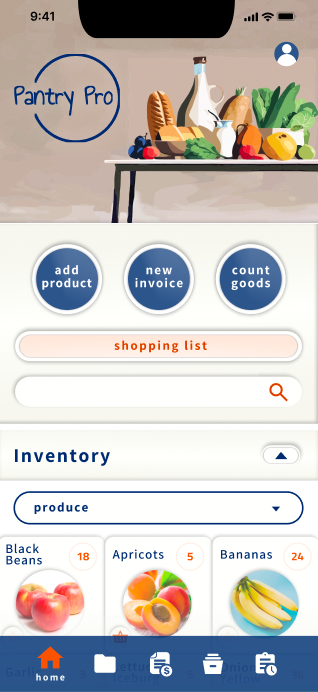 9:41
Pantry Pro
add
product
new
invoice
count
goods
shopping list
Inventory
produce
Black
Beans
18
Apricots
5
Bananas
24
home